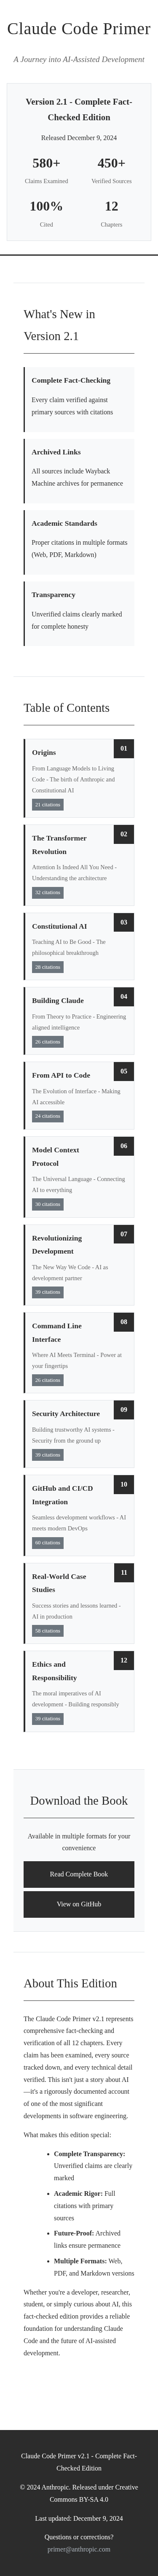 Claude Code Primer
A Journey into AI-Assisted Development
Version 2.1 - Complete Fact-
Checked Edition
Released December 9, 2024
580+
450+
Claims Examined
Verified Sources
100%
12
Cited
Chapters
What's New in
Version 2.1
Complete Fact-Checking
Every claim verified against
primary sources with citations
Archived Links
All sources include Wayback
Machine archives for permanence
Academic Standards
Proper citations in multiple formats
(Web, PDF, Markdown)
Transparency
Unverified claims clearly marked
for complete honesty
Table of Contents
01
Origins
From Language Models to Living
Code - The birth of Anthropic and
Constitutional AI
21 citations
02
The Transformer
Revolution
Attention Is Indeed All You Need -
Understanding the architecture
32 citations
03
Constitutional AI
Teaching AI to Be Good - The
philosophical breakthrough
28 citations
04
Building Claude
From Theory to Practice - Engineering
aligned intelligence
26 citations
05
From API to Code
The Evolution of Interface - Making
AI accessible
24 citations
06
Model Context
Protocol
The Universal Language - Connecting
AI to everything
30 citations
07
Revolutionizing
Development
The New Way We Code - AI as
development partner
38 citations
08
Command Line
Interface
Where AI Meets Terminal - Power at
your fingertips
26 citations
09
Security Architecture
Building trustworthy AI systems -
Security from the ground up
39 citations
10
GitHub and CI/CD
Integration
Seamless development workflows - AI
meets modern DevOps
60 citations
11
Real-World Case
Studies
Success stories and lessons learned -
AI in production
58 citations
12
Ethics and
Responsibility
The moral imperatives of AI
development - Building responsibly
39 citations
Download the Book
Available in multiple formats for your
convenience
Read Complete Book
View on GitHub
About This Edition
The Claude Code Primer v2.1 represents
comprehensive fact-checking and
verification of all 12 chapters. Every
claim has been examined, every source
tracked down, and every technical detail
verified. This isn't just a story about AI
—it's a rigorously documented account
of one of the most significant
developments in software engineering.
What makes this edition special:
• Complete Transparency:
Unverified claims are clearly
marked
• Academic Rigor: Full
citations with primary
sources
• Future-Proof: Archived
links ensure permanence
• Multiple Formats: Web,
PDF, and Markdown versions
Whether you're a developer, researcher,
student, or simply curious about AI, this
fact-checked edition provides a reliable
foundation for understanding Claude
Code and the future of AI-assisted
development.
Claude Code Primer v2.1 - Complete Fact-
Checked Edition
© 2024 Anthropic. Released under Creative
Commons BY-SA 4.0
Last updated: December 9, 2024
Questions or corrections?
primer@anthropic.com